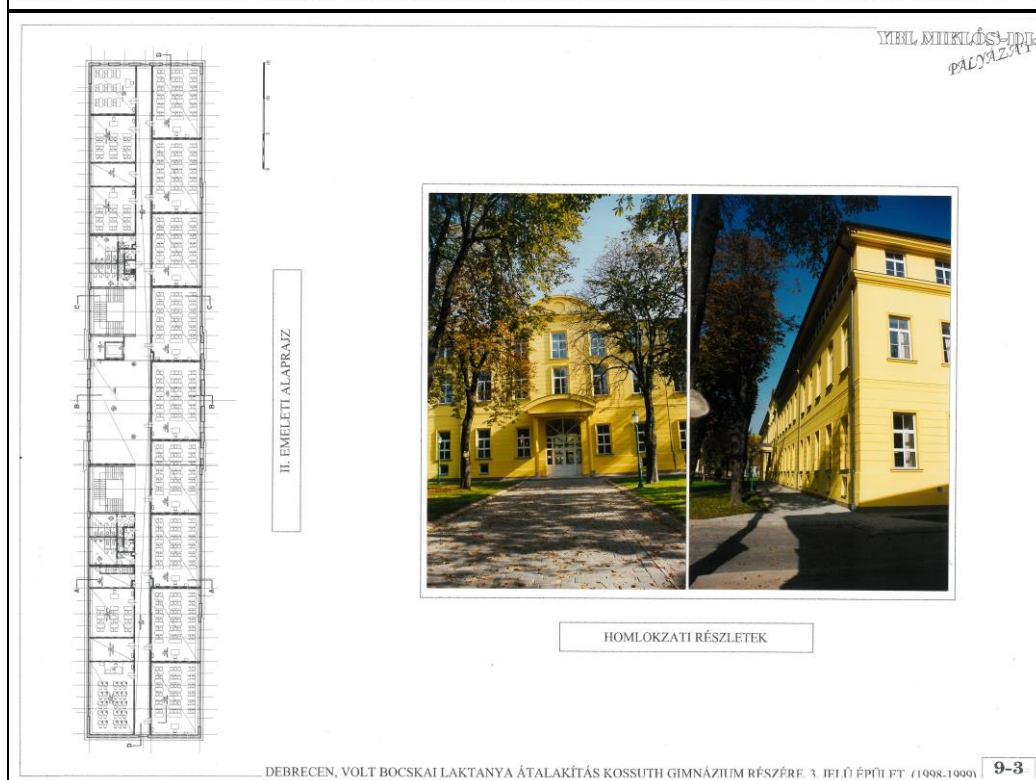 YBL MIKLÓS-DÍJ
PÁLYÁZAT
II. EMELETI ALAPRAJZ
HOMLOKZATI RÉSZLETEK
DEBRECEN, VOLT BOCSKAI LAKTANYA ÁTALAKÍTÁS KOSSUTH GIMNÁZIUM RÉSZÉRE, 3. JELŰ ÉPÜLET (1998-1999)
9-3
D
C
C
B
B
A
A
D